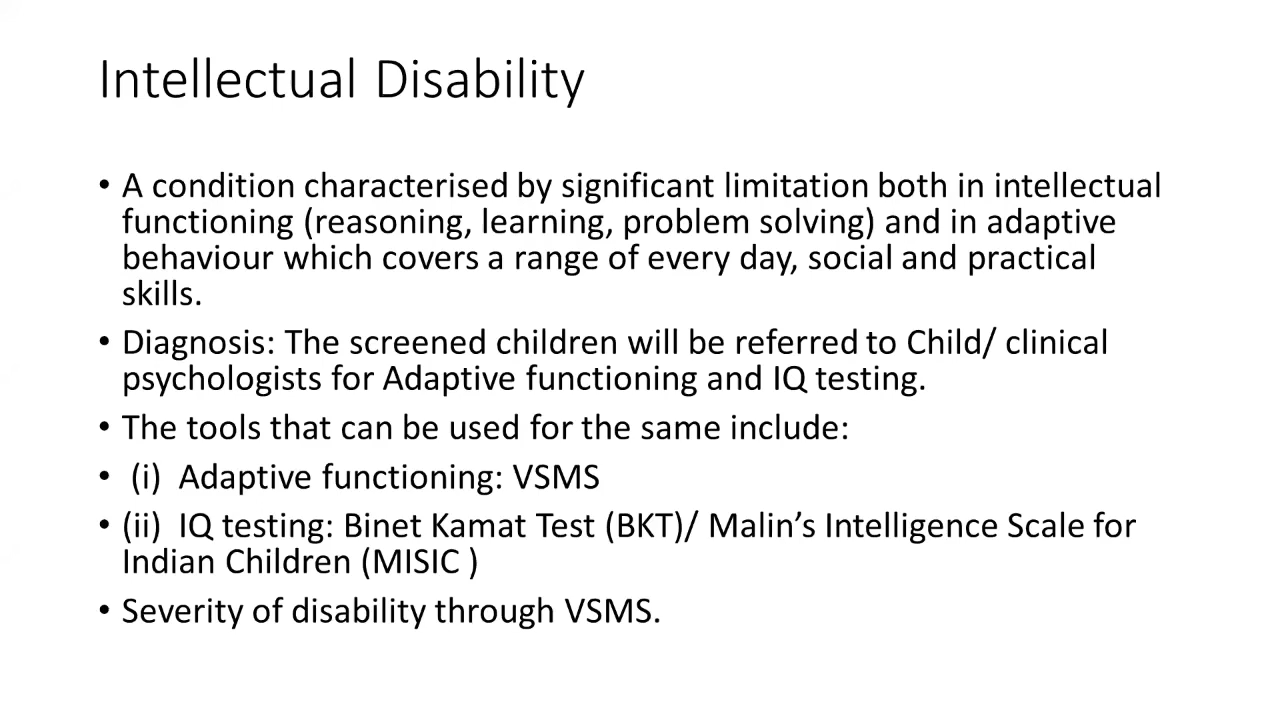 Intellectual Disability
• A condition characterised by significant limitation both in intellectual
functioning (reasoning, learning, problem solving) and in adaptive
behaviour which covers a range of every day, social and practical
skills.
• Diagnosis: The screened children will be referred to Child/ clinical
psychologists for Adaptive functioning and IQ testing.
• The tools that can be used for the same include:
• (i) Adaptive functioning: VSMS
• (ii) IQ testing: Binet Kamat Test (BKT)/ Malin’s Intelligence Scale for
Indian Children (MISIC )
• Severity of disability through VSMS.